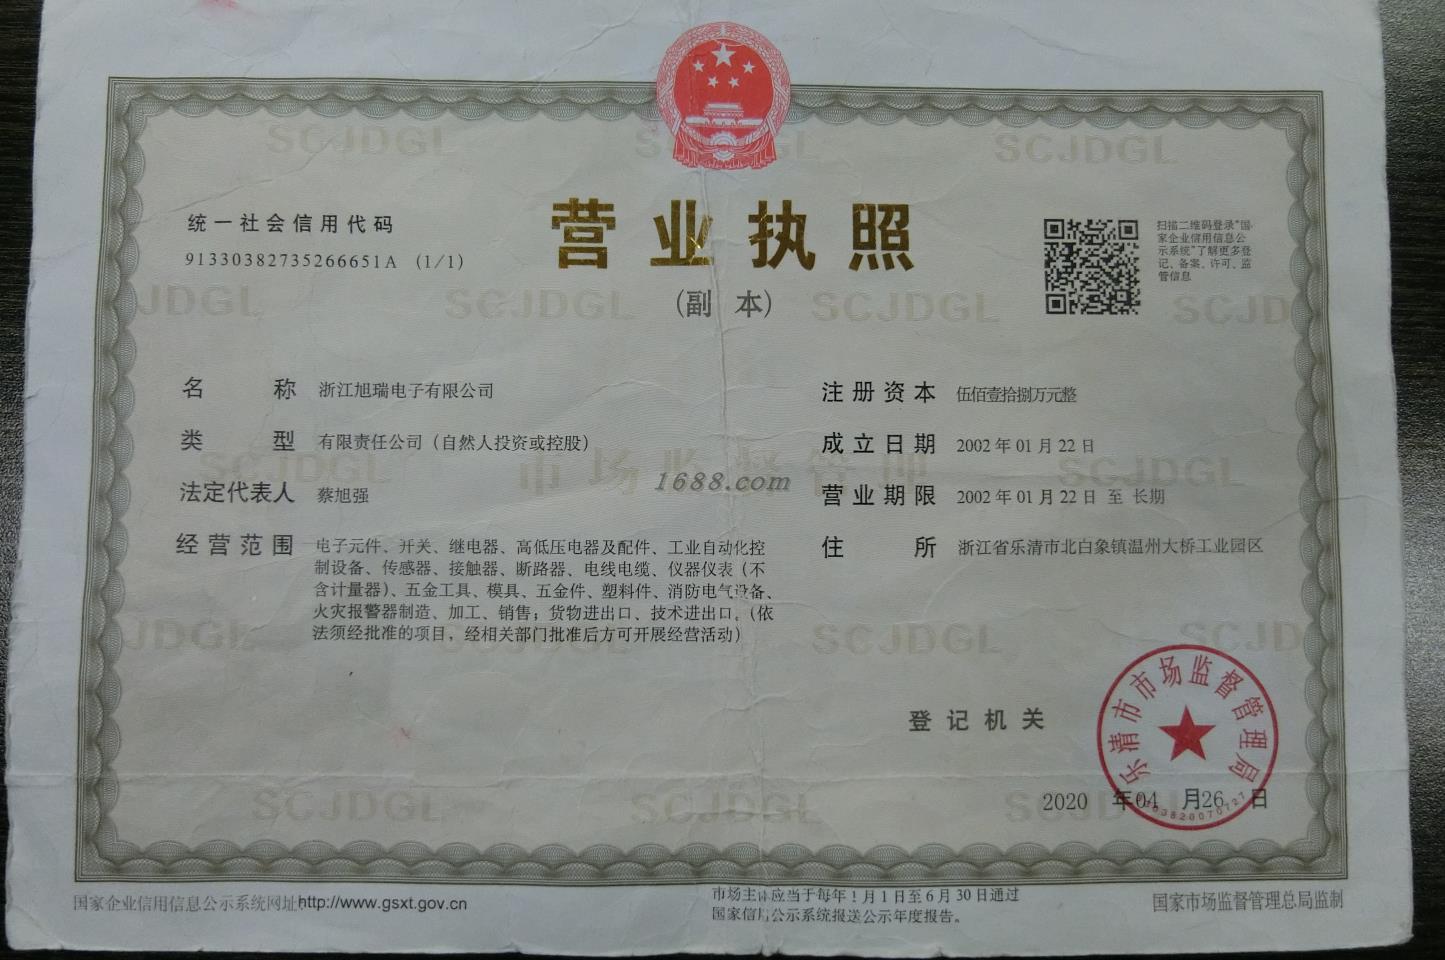 统一社会信用代码
91330382735266651A (1/1)
营业执照
(副 本)
扫描二维码登录“国
家企业信用信息公
示系统”了解更多登
记、备案、许可、监
管信息
名 称 浙江旭瑞电子有限公司
类 型 有限责任公司（自然人投资或控股）
法定代表人 蔡旭强
经营范围 电子元件、开关、继电器、高低压电器及配件、工业自动化控
制设备、传感器、接触器、断路器、电线电缆、仪器仪表（不
含计量器）、五金工具、模具、五金件、塑料件、消防电气设备、
火灾报警器制造、加工、销售；货物进出口、技术进出口。（依
法须经批准的项目，经相关部门批准后方可开展经营活动）
注册资本 伍佰壹拾捌万元整
成立日期 2002年01月22日
营业期限 2002年01月22日 至 长期
住 所 浙江省乐清市北白象镇温州大桥工业园区
市场监督管理
1688.com
SCJDGL
登记机关
乐清市市场监督管理局
2020 年04 月26 日
国家企业信用信息公示系统网址:http://www.gsxt.gov.cn
市场主体应当于每年1月1日至6月30日通过
国家信用公示系统报送公示年度报告。
国家市场监督管理总局监制